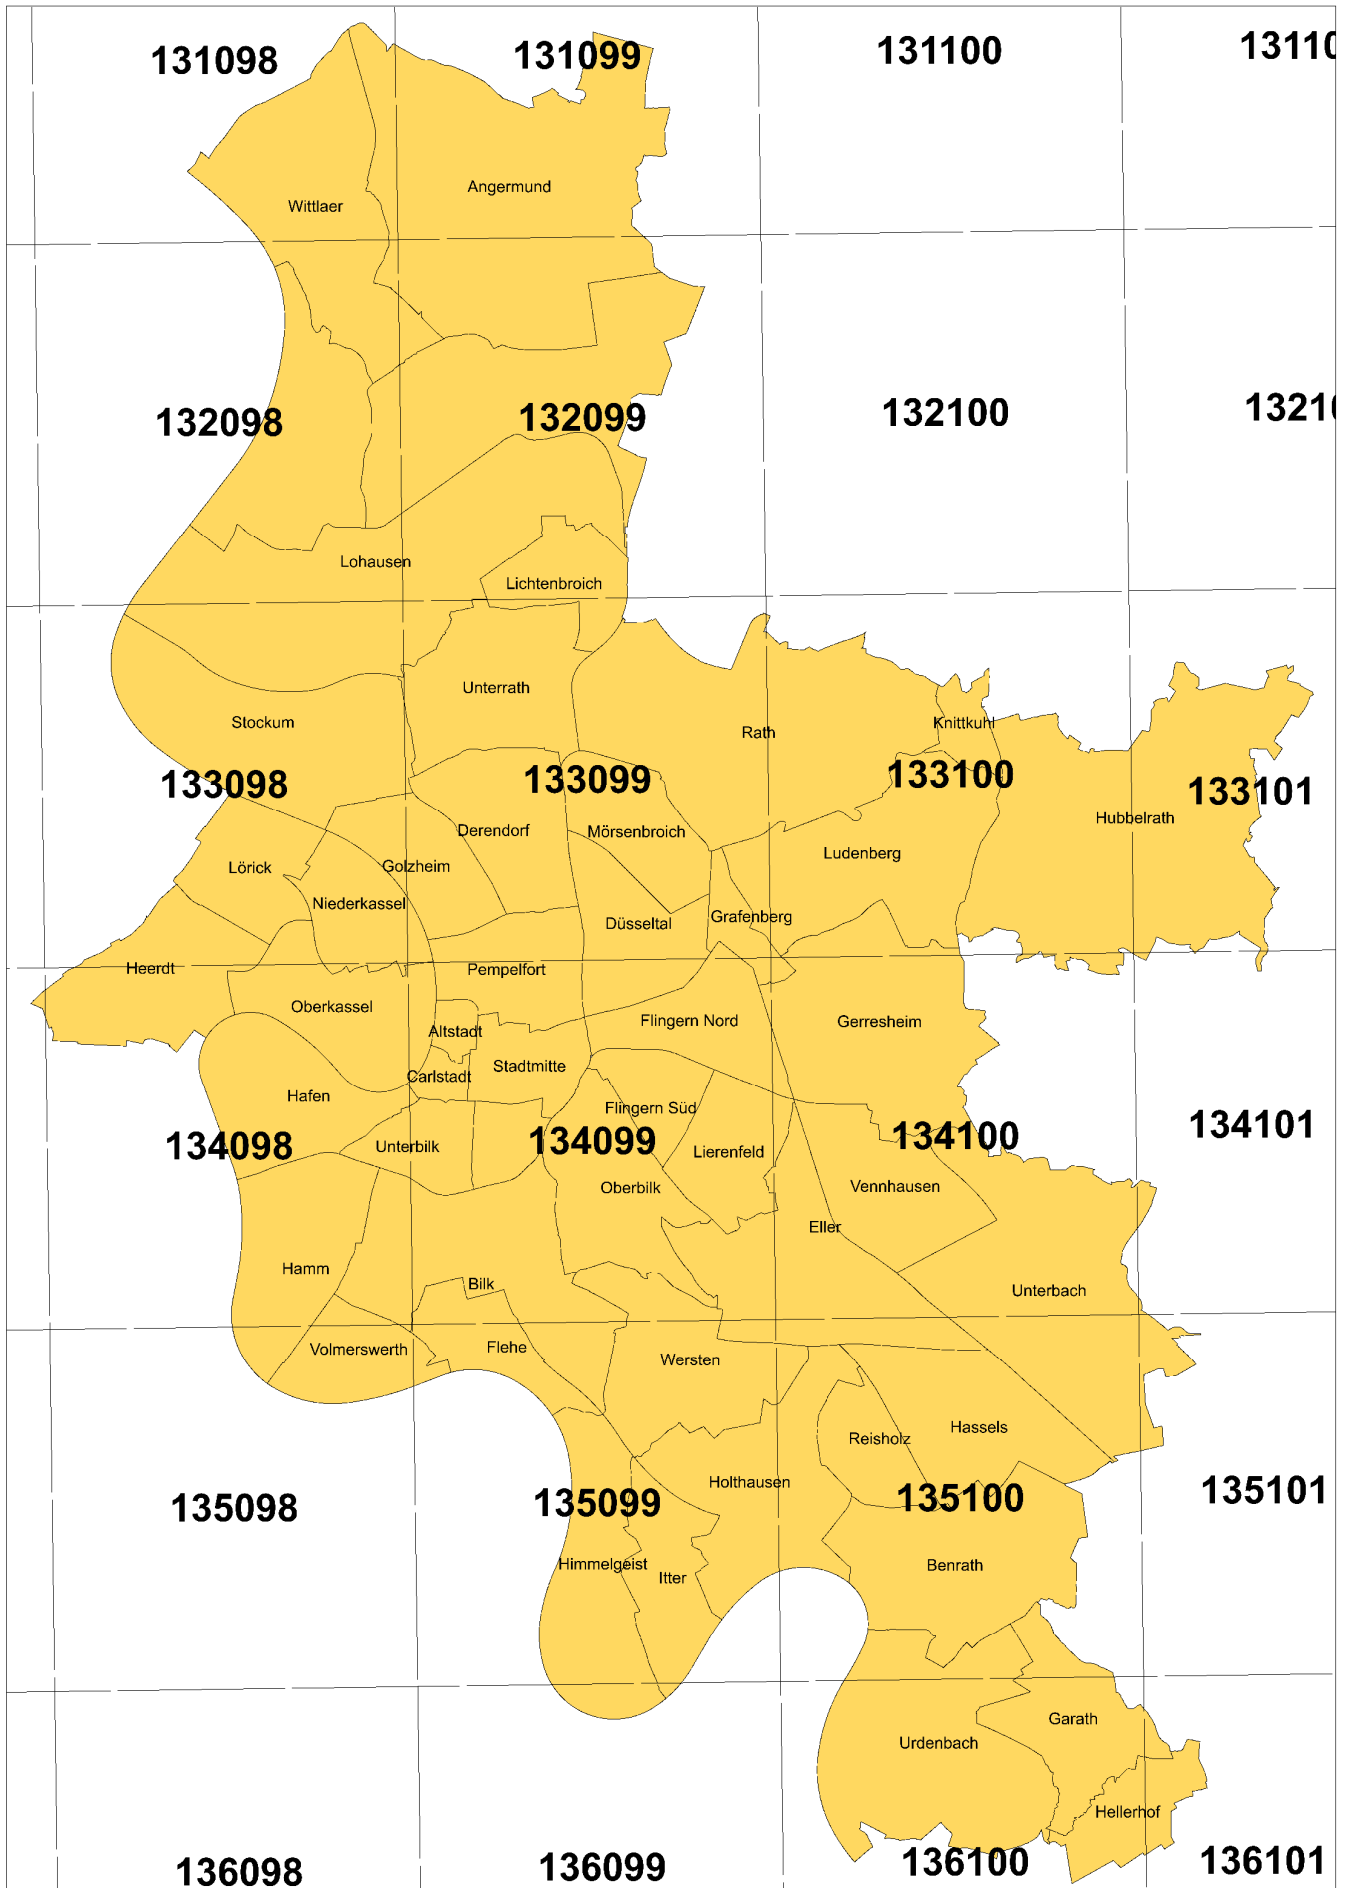 131098
131099
131100
13110
Angermund
Wittlaer
132098
132099
132100
13210
Lohausen
Lichtenbroich
Unterrath
Stockum
Rath
Knittkuhl
133098
133099
133100
133101
Hubbelrath
Derendorf
Mörsenbroich
Ludenberg
Lörick
Golzheim
Niederkassel
Düsseltal
Grafenberg
Heerdt
Pempelfort
Oberkassel
Altstadt
Flingern Nord
Gerresheim
Stadtmitte
Carlstadt
Hafen
Flingern Süd
134098
Unterbilk
134099
Lierenfeld
134100
134101
Oberbilk
Vennhausen
Eller
Hamm
Bilk
Unterbach
Volmerswerth
Flehe
Wersten
Reisholz
Hassels
Holthausen
135098
135099
135100
135101
Himmelgeist
Itter
Benrath
Garath
Urdenbach
Hellerhof
136098
136099
136100
136101